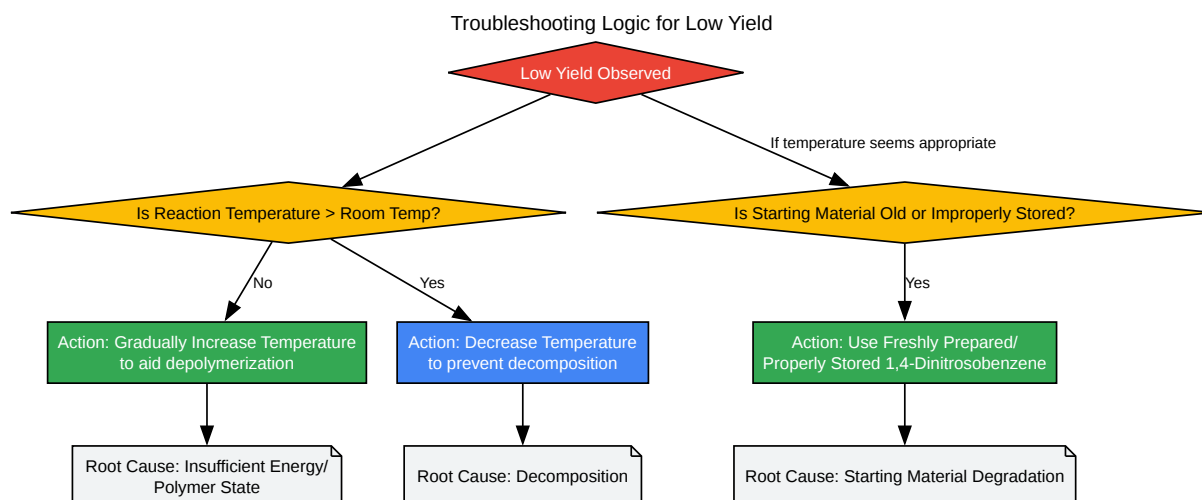 Troubleshooting Logic for Low Yield
Low Yield Observed
If temperature seems appropriate
Is Reaction Temperature > Room Temp?
Is Starting Material Old or Improperly Stored?
No
Yes
Yes
Action: Gradually Increase Temperature
to aid depolymerization
Action: Decrease Temperature
to prevent decomposition
Action: Use Freshly Prepared/
Properly Stored 1,4-Dinitrosobenzene
Root Cause: Insufficient Energy/
Polymer State
Root Cause: Decomposition
Root Cause: Starting Material Degradation